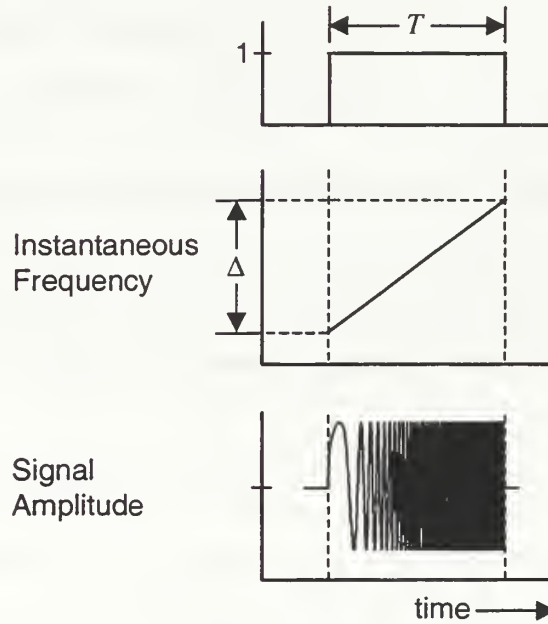 T
1
Instantaneous
Frequency
Δ
Signal
Amplitude
time